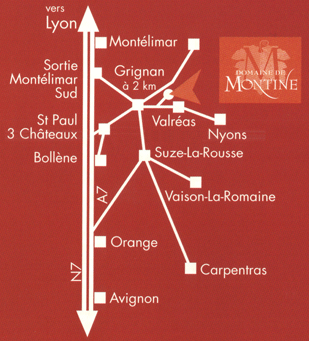 vers
Lyon
Montélimar
Sortie
Montélimar
Sud
Grignan
à 2 km
DOMAINE DE
MONTINE
St Paul
3 Châteaux
Valréas
Nyons
Bollène
Suze-La-Rousse
A7
Vaison-La-Romaine
Orange
N7
Carpentras
Avignon